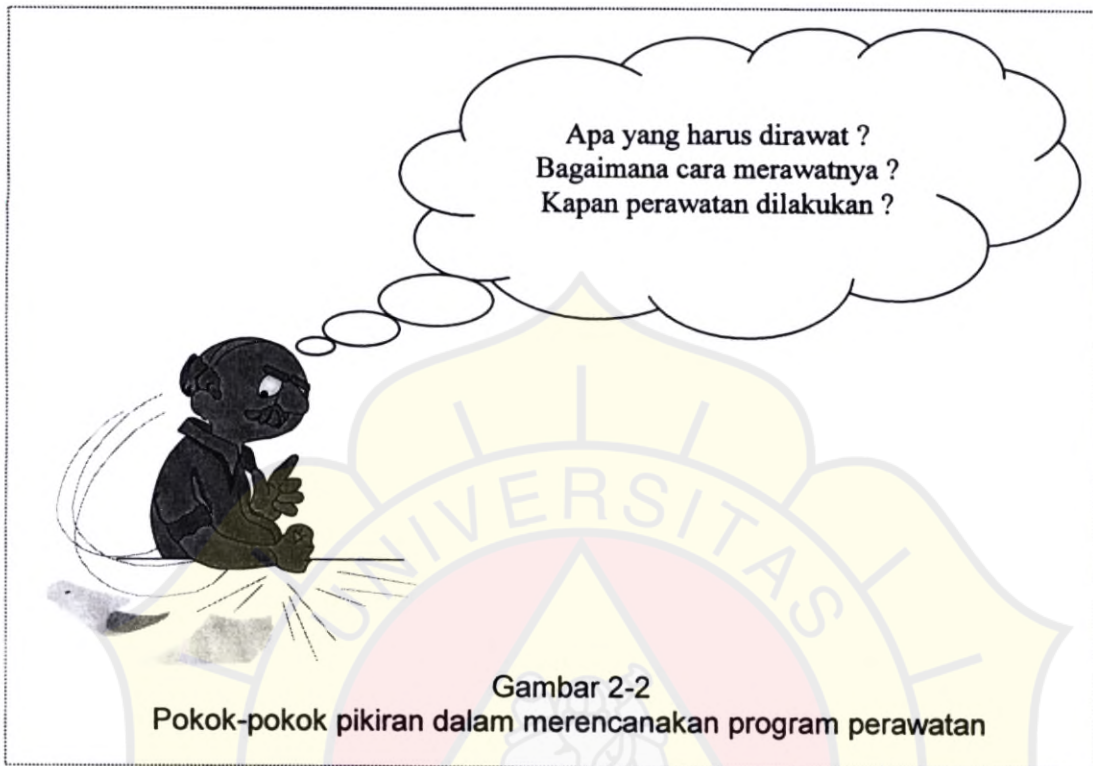 Apa yang harus dirawat ?
Bagaimana cara merawatnya ?
Kapan perawatan dilakukan ?
UNIVERSITAS
Gambar 2-2
Pokok-pokok pikiran dalam merencanakan program perawatan